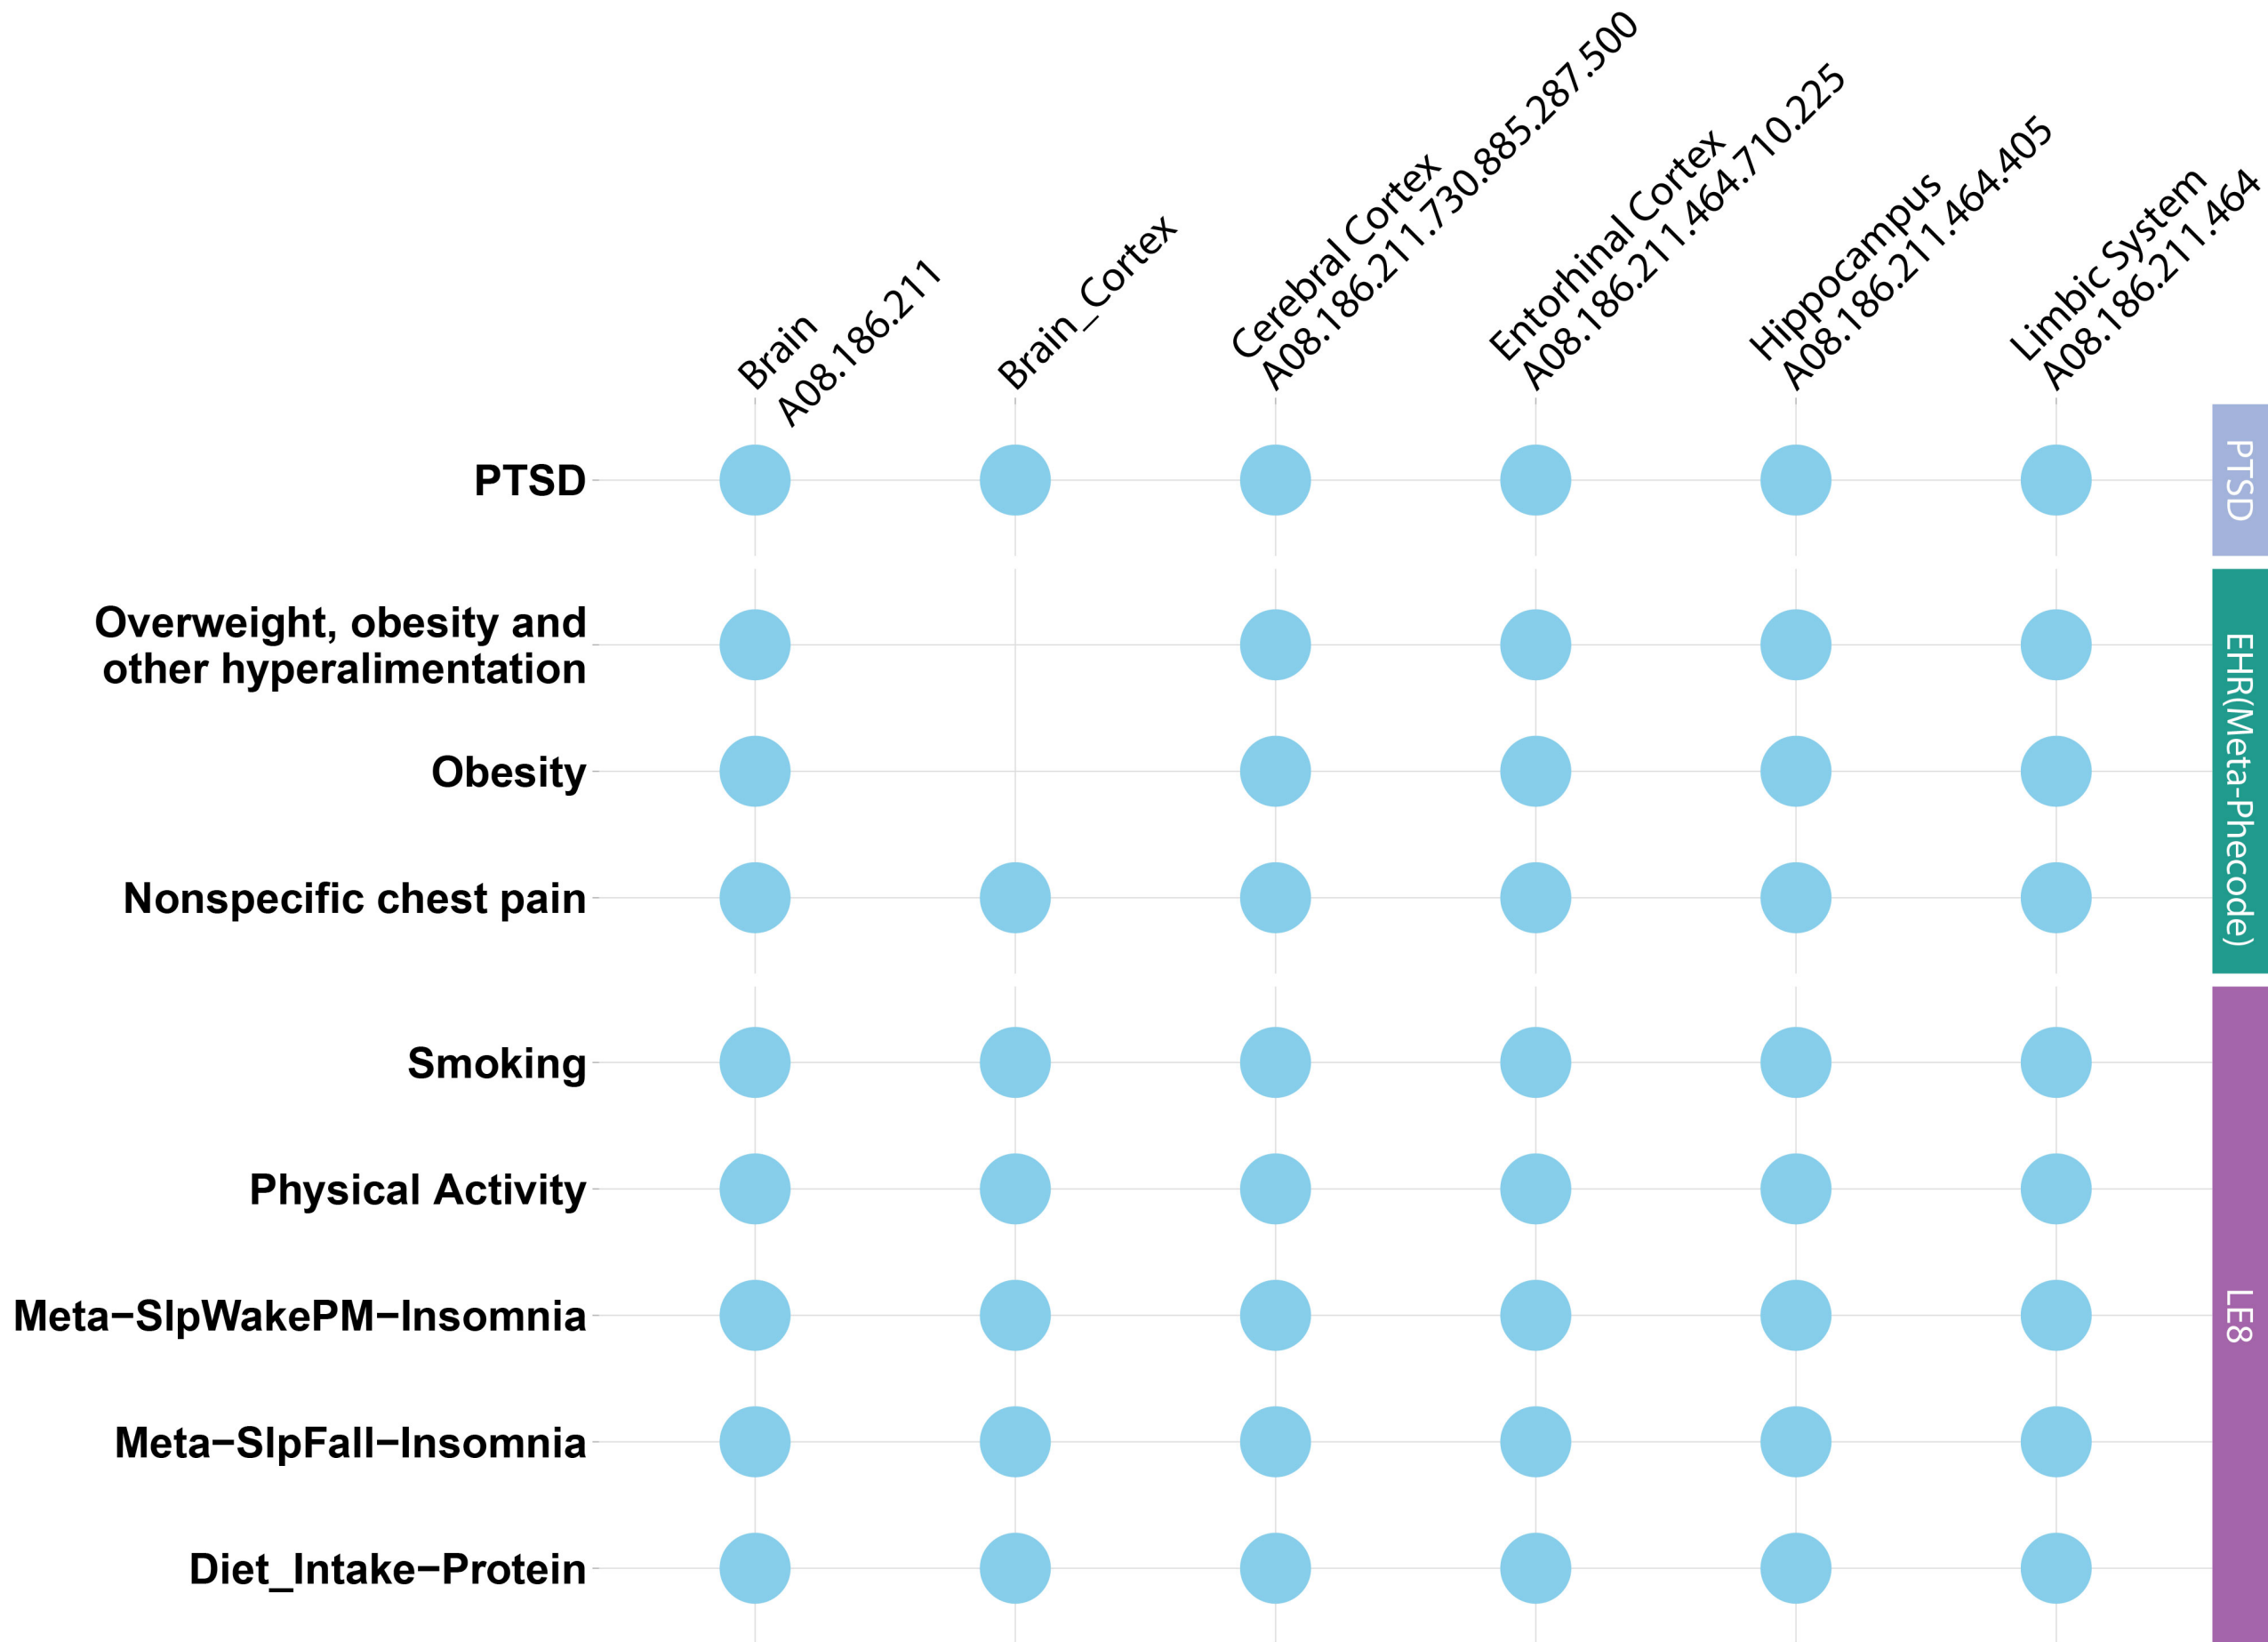 Brain
A08.186.211
Brain_Cortex
Cerebral Cortex
A08.186.211.730.885.287.500
Entorhinal Cortex
A08.186.211.464.710.225
Hippocampus
A08.186.211.464.405
Limbic System
A08.186.211.464
PTSD
PTSD
Overweight, obesity and
other hyperalimentation
Obesity
Nonspecific chest pain
EHR(Meta-Phecode)
Smoking
Physical Activity
Meta−SlpWakePM−Insomnia
Meta−SlpFall−Insomnia
Diet_Intake−Protein
LE8